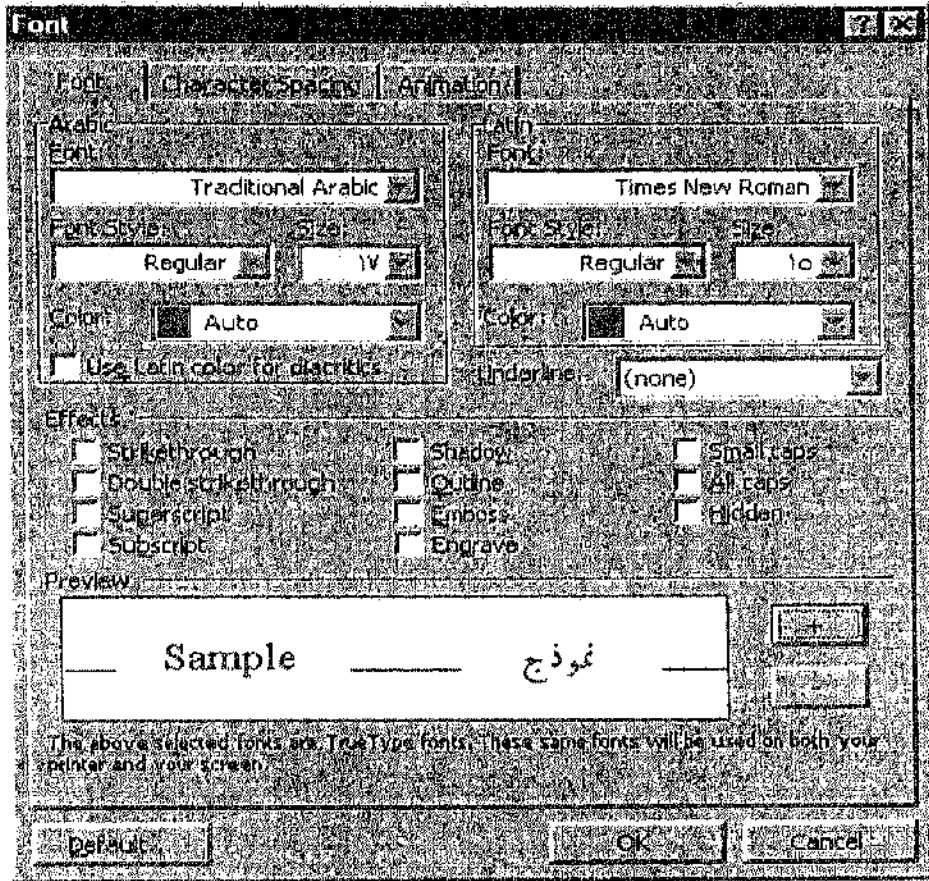 Font
Font Character Spacing Animation
Arabic
Font:
Traditional Arabic
Font Style: Size:
Regular ١٧
Color: Auto
Use Latin color for diacritics
Latin
Font:
Times New Roman
Font Style: Size:
Regular ١٥
Color: Auto
Underline: (none)
Effects
Strikethrough Shadow Small caps
Double strikethrough Outline All caps
Superscript Emboss Hidden
Subscript Engrave
Preview
Sample نموذج
+
-
The above selected fonts are TrueType fonts. These same fonts will be used on both your
printer and your screen.
Default... OK Cancel